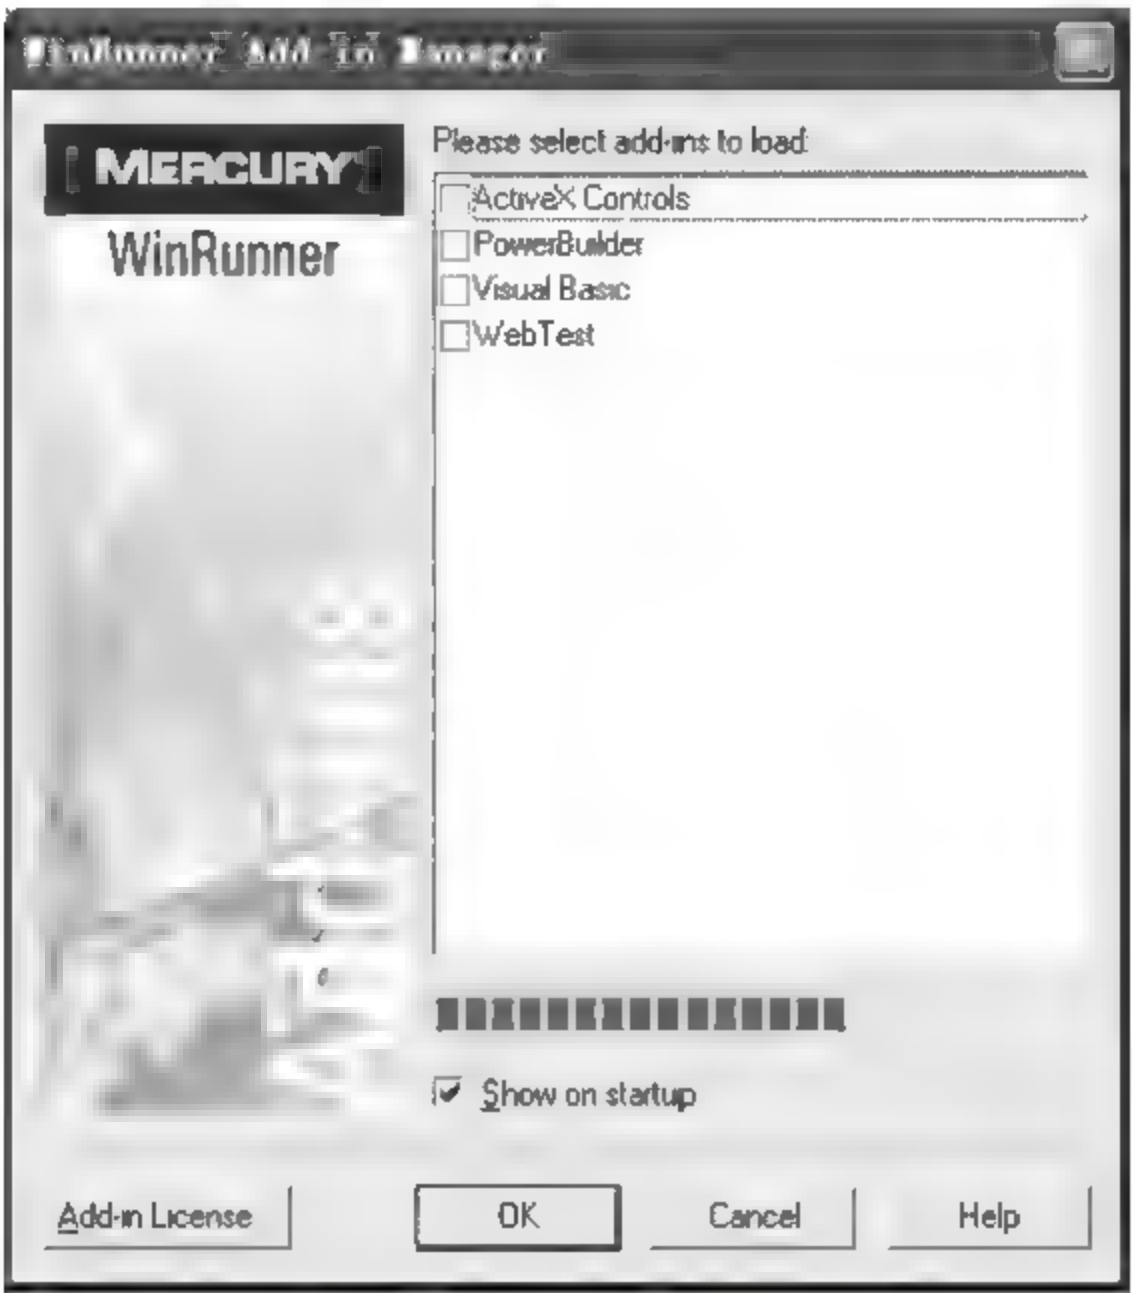 WinRunner Add-in Manager
MERCURY
WinRunner
Please select add-ins to load:
ActiveX Controls
PowerBuilder
Visual Basic
WebTest
Show on startup
Add-in License
OK
Cancel
Help